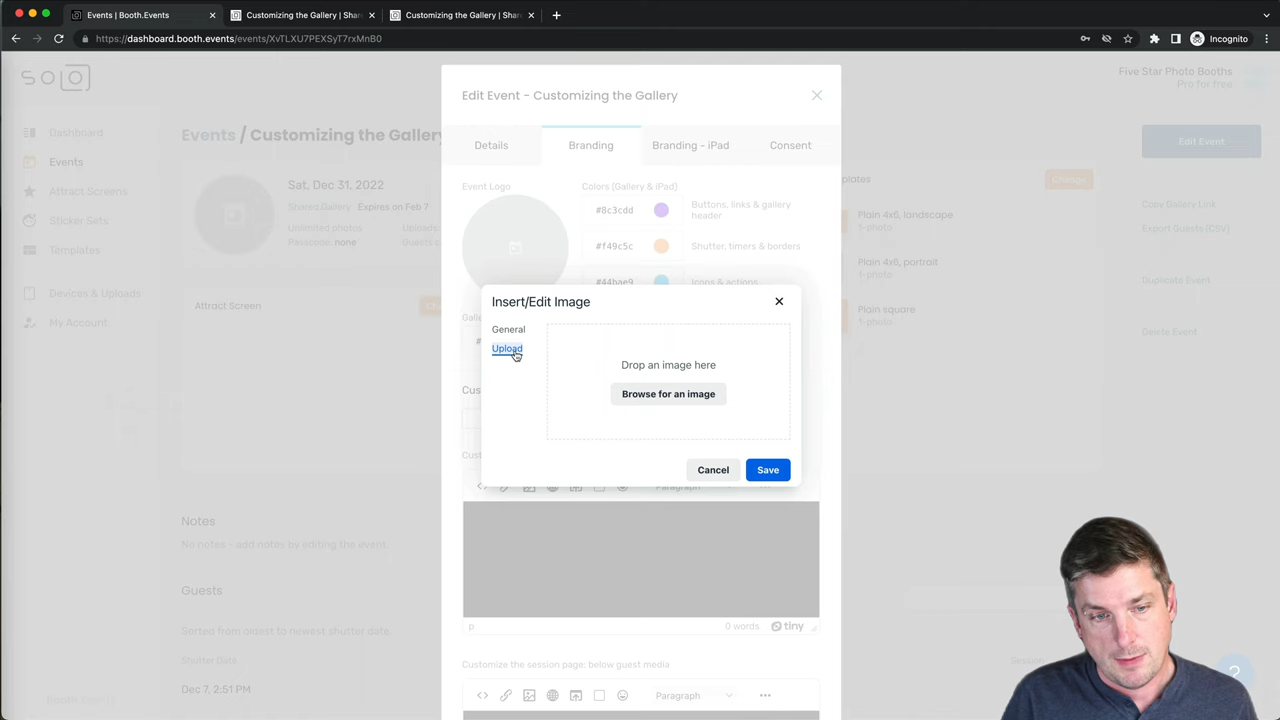 Events | Booth.Events
Customizing the Gallery | Share
Customizing the Gallery | Share
https://dashboard.booth.events/events/XvTLXU7PEXSyT7rxMnB0
Incognito
SOLO
Five Star Photo Booths
Pro for free
Dashboard
Events
Attract Screens
Sticker Sets
Templates
Devices & Uploads
My Account
Events / Customizing the Gallery
Edit Event
Sat, Dec 31, 2022
Shared Gallery Expires on Feb 7
Unlimited photos
Passcode: none
Attract Screen
Edit Event - Customizing the Gallery
Details
Branding
Branding - iPad
Consent
Event Logo
Colors (Gallery & iPad)
#8c3cdd
Buttons, links & gallery header
#f49c5c
Shutter, timers & borders
#44bae9
Icons & actions
Insert/Edit Image
General
Upload
Drop an image here
Browse for an image
Cancel
Save
Paragraph
p
0 words
tiny
Customize the session page: below guest media
Paragraph
Change
Plain 4x6, landscape
1-photo
Plain 4x6, portrait
1-photo
Plain square
1-photo
Copy Gallery Link
Export Guests (CSV)
Duplicate Event
Delete Event
Notes
No notes - add notes by editing the event
Guests
Sorted from oldest to newest shutter date.
Shutter Date
Session
Dec 7, 2:51 PM
?